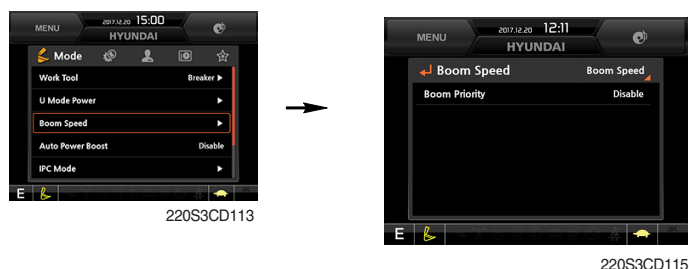 MENU
2017.12.20 15:00
HYUNDAI
Mode
Work Tool Breaker ▶
U Mode Power ▶
Boom Speed ▶
Auto Power Boost Disable
IPC Mode ▶
E
220S3CD113
MENU
2017.12.20 12:11
HYUNDAI
Boom Speed Boom Speed
Boom Priority Disable
E
220S3CD115